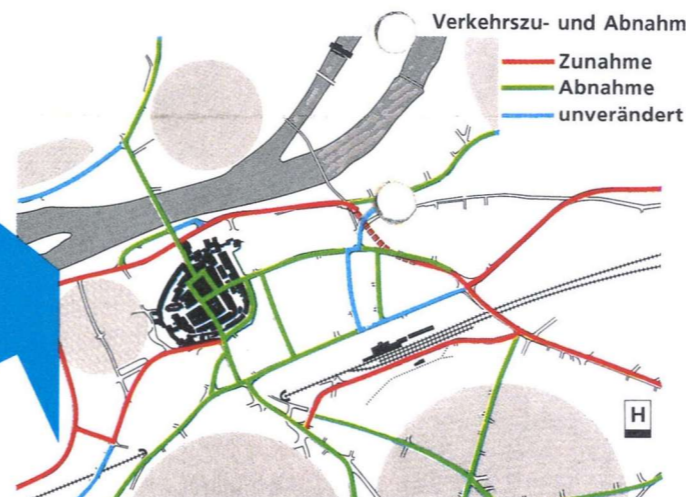 Verkehrszu- und Abnahm
Zunahme
Abnahme
unverändert
H